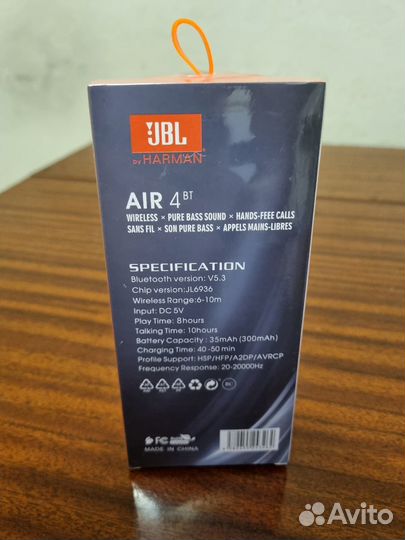 JBL
by HARMAN
AIR 4 BT
WIRELESS × PURE BASS SOUND × HANDS-FEEE CALLS
SANS FIL × SON PURE BASS × APPELS MAINS-LIBRES
SPECIFICATION
Bluetooth version: V5.3
Chip version:JL6936
Wireless Range:6-10m
Input: DC 5V
Play Time: 8hours
Talking Time: 10hours
Battery Capacity : 35mAh (300mAh)
Charging Time: 40-50 min
Profile Support: HSP/HFP/A2DP/AVRCP
Frequency Response: 20-20000Hz
FC
MADE IN CHINA
Avito